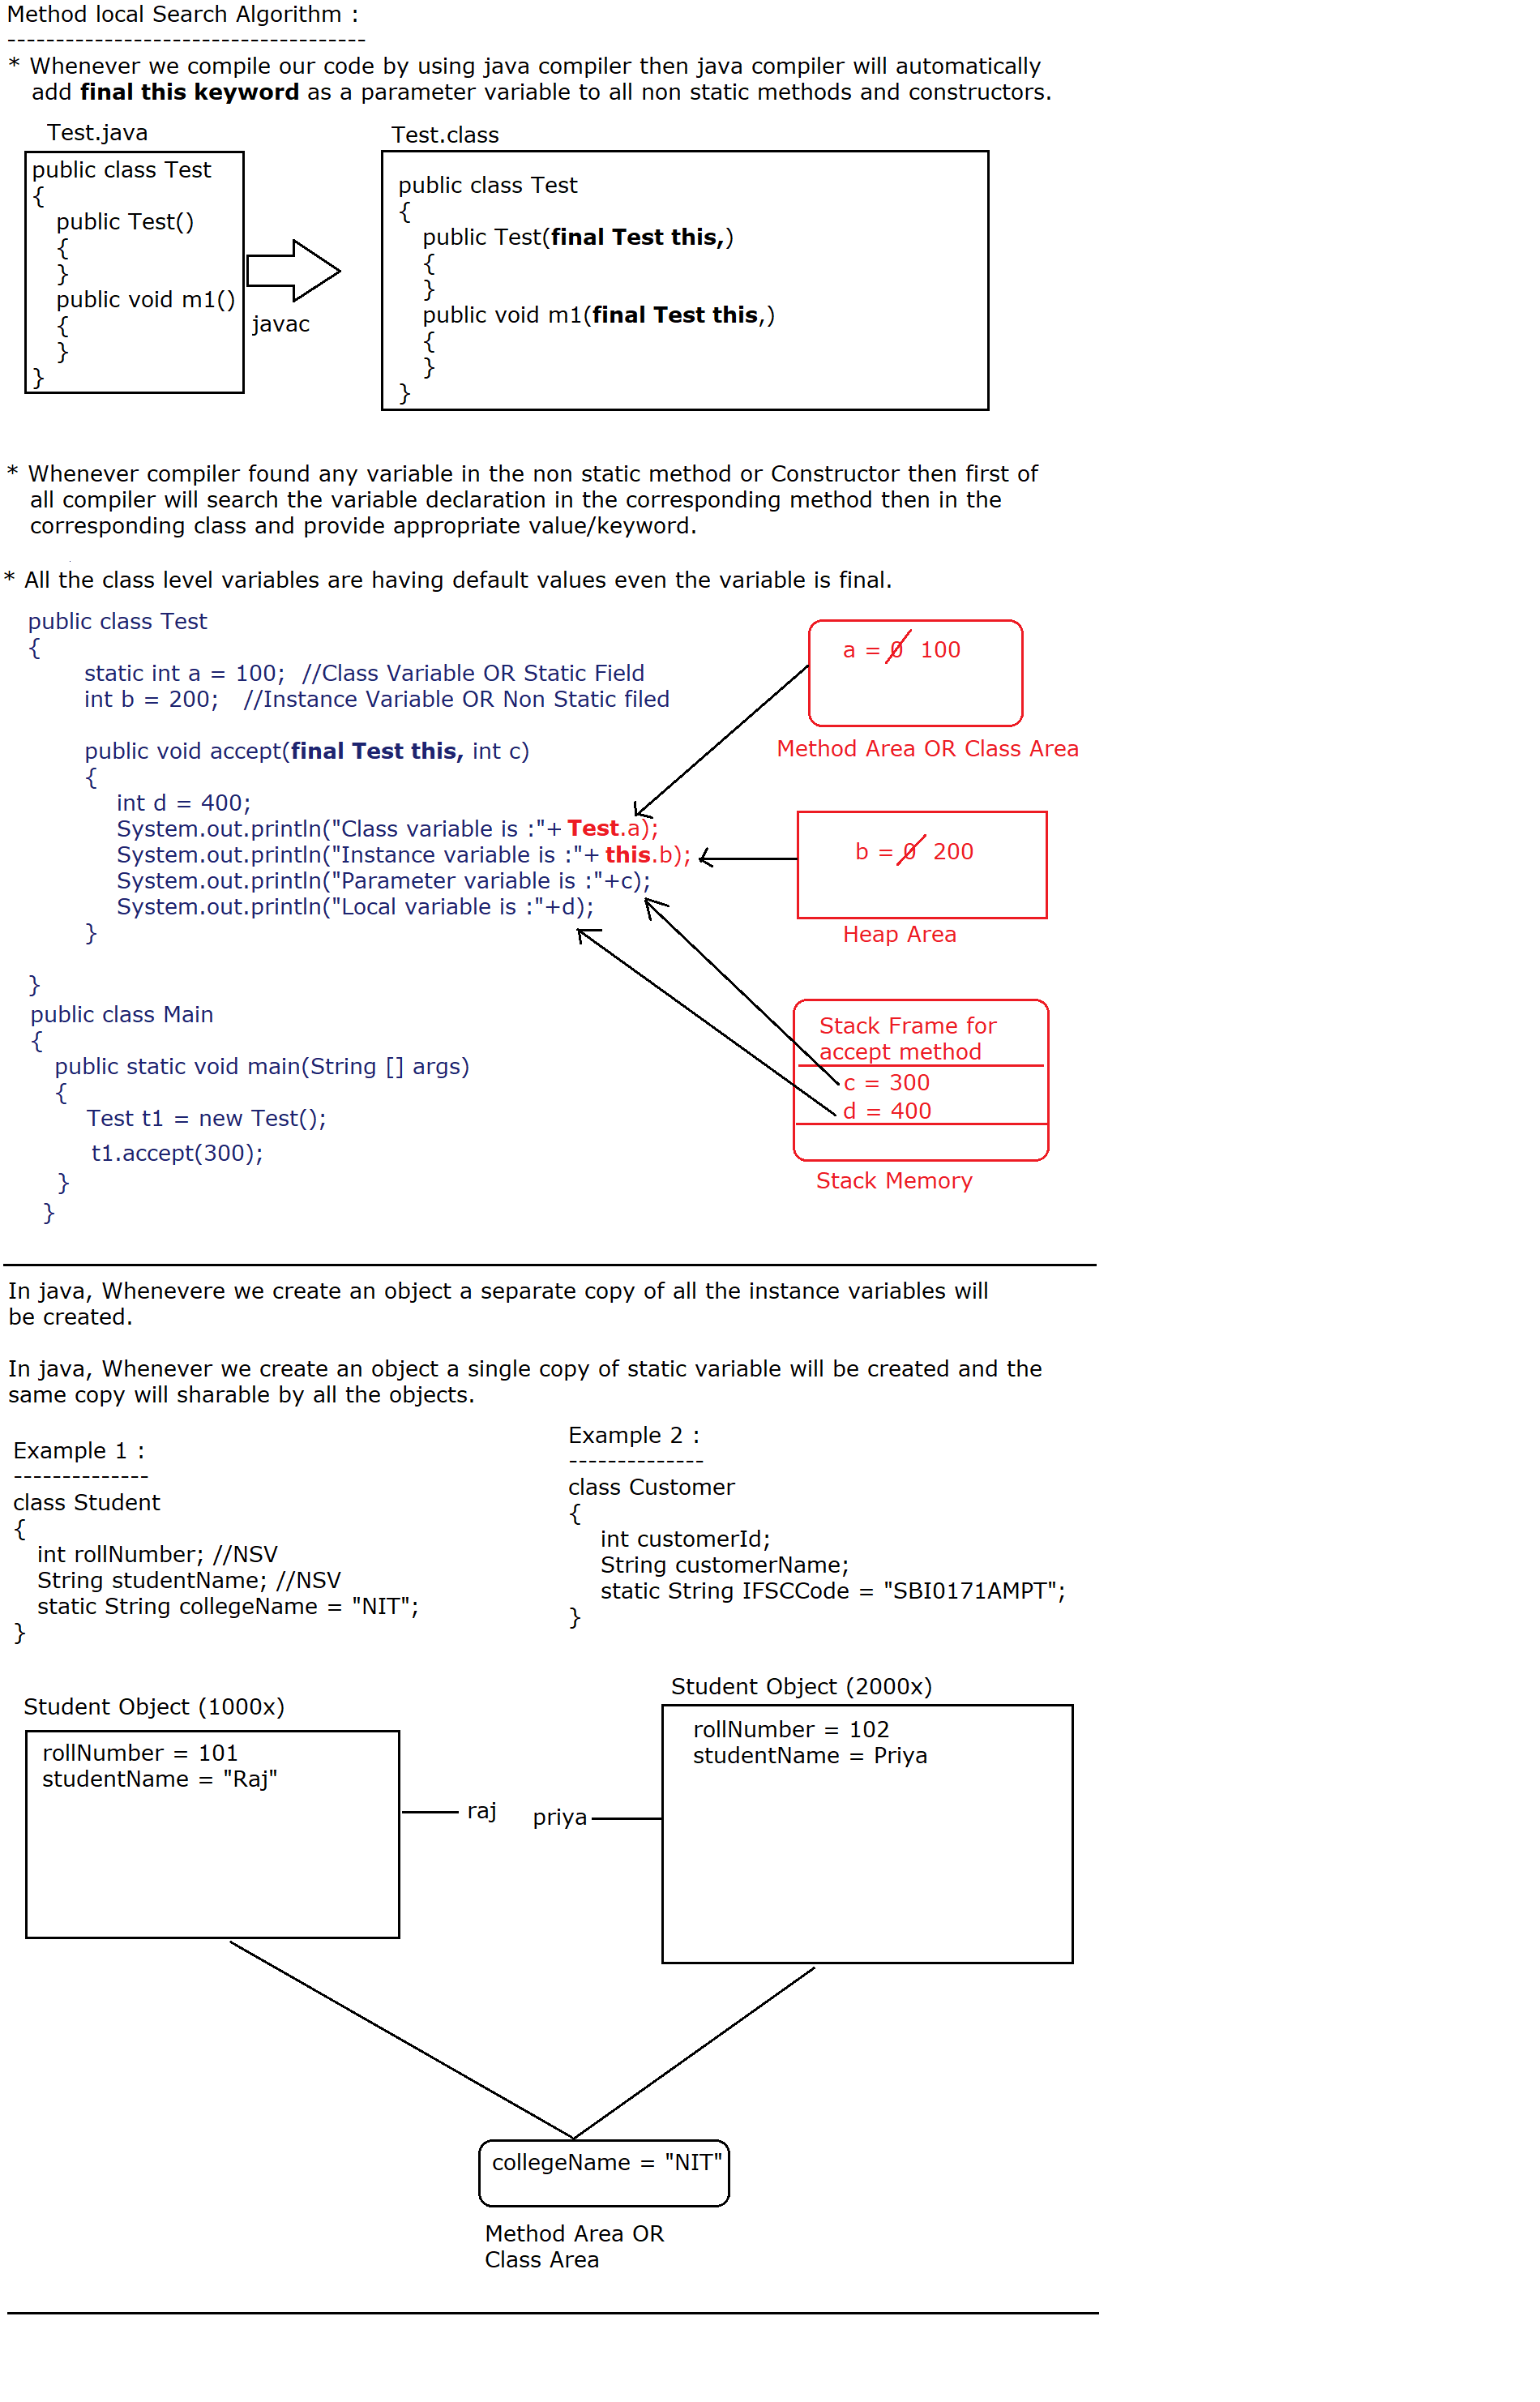 Method local Search Algorithm :
-------------------------------------
* Whenever we compile our code by using java compiler then java compiler will automatically
add final this keyword as a parameter variable to all non static methods and constructors.
Test.java
public class Test
{
public Test()
{
}
public void m1()
{
}
}
javac
Test.class
public class Test
{
public Test(final Test this,)
{
}
public void m1(final Test this,)
{
}
}
* Whenever compiler found any variable in the non static method or Constructor then first of
all compiler will search the variable declaration in the corresponding method then in the
corresponding class and provide appropriate value/keyword.
* All the class level variables are having default values even the variable is final.
public class Test
{
static int a = 100; //Class Variable OR Static Field
int b = 200; //Instance Variable OR Non Static filed
public void accept(final Test this, int c)
{
int d = 400;
System.out.println("Class variable is :"+ Test.a);
System.out.println("Instance variable is :"+ this.b);
System.out.println("Parameter variable is :"+c);
System.out.println("Local variable is :"+d);
}
}
public class Main
{
public static void main(String [] args)
{
Test t1 = new Test();
t1.accept(300);
}
}
a = 0 100
Method Area OR Class Area
b = 0 200
Heap Area
Stack Frame for
accept method
c = 300
d = 400
Stack Memory
In java, Whenevere we create an object a separate copy of all the instance variables will
be created.
In java, Whenever we create an object a single copy of static variable will be created and the
same copy will sharable by all the objects.
Example 1 :
--------------
class Student
{
int rollNumber; //NSV
String studentName; //NSV
static String collegeName = "NIT";
}
Example 2 :
--------------
class Customer
{
int customerId;
String customerName;
static String IFSCCode = "SBI0171AMPT";
}
Student Object (1000x)
rollNumber = 101
studentName = "Raj"
raj
Student Object (2000x)
rollNumber = 102
studentName = Priya
priya
collegeName = "NIT"
Method Area OR
Class Area